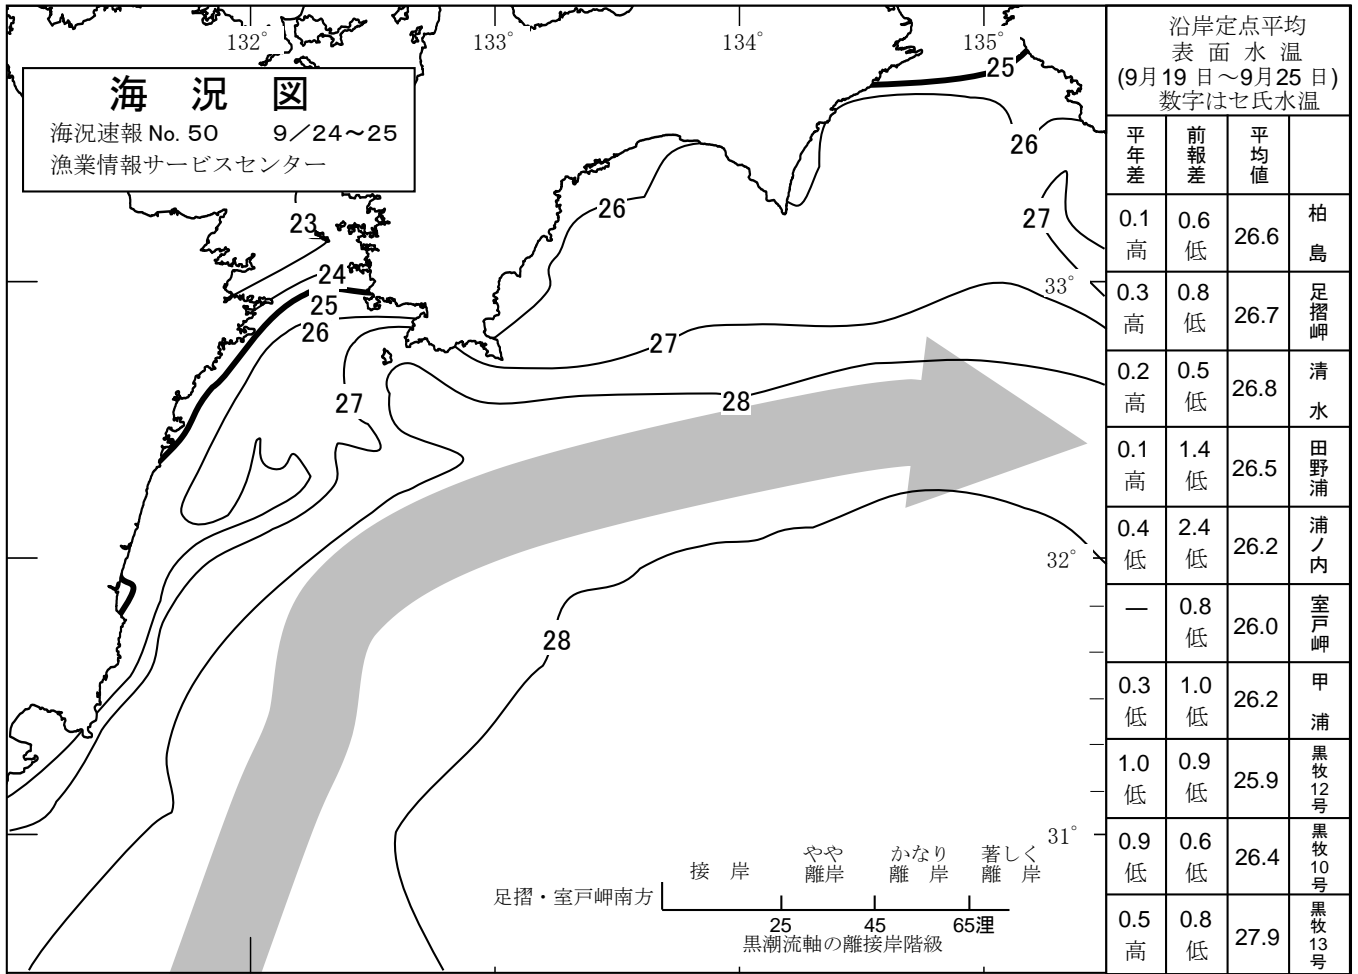 海 況 図
海況速報 No. 50 9／24～25
漁業情報サービスセンター
132° 133° 134° 135°
25
26
27
26
23
24
25
26
27
27
28
28
33°
32°
31°
接 岸 やや離岸 かなり離 岸 著しく離 岸
足摺・室戸岬南方
25 45 65浬
黒潮流軸の離接岸階級
沿岸定点平均
表 面 水 温
(9月19 日～9月25 日)
数字はセ氏水温
平年差 前報差 平均値
0.1高 0.6低 26.6 柏 島
0.3高 0.8低 26.7 足摺岬
0.2高 0.5低 26.8 清 水
0.1高 1.4低 26.5 田野浦
0.4低 2.4低 26.2 浦ノ内
— 0.8低 26.0 室戸岬
0.3低 1.0低 26.2 甲 浦
1.0低 0.9低 25.9 黒牧12号
0.9低 0.6低 26.4 黒牧10号
0.5高 0.8低 27.9 黒牧13号